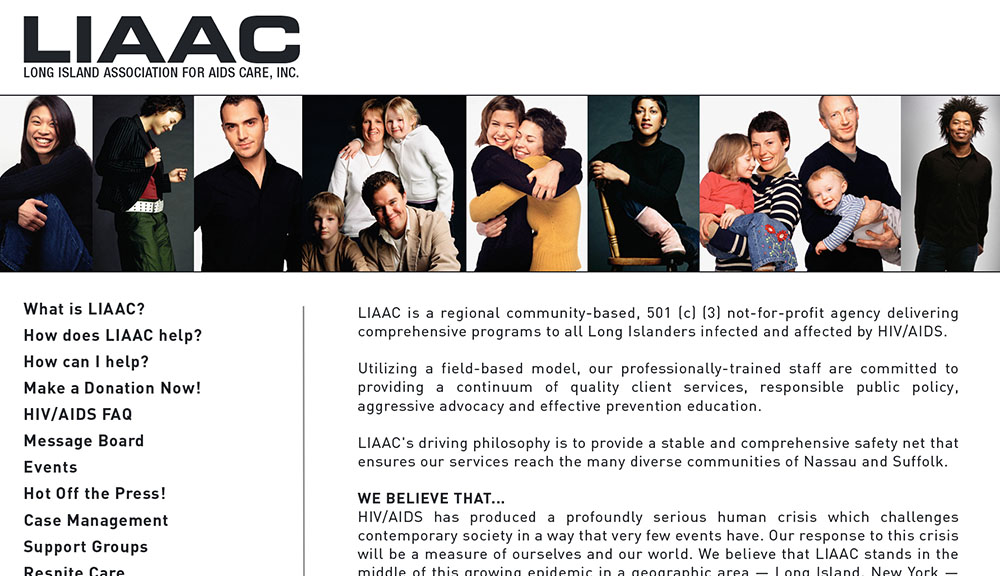 LIAAC
LONG ISLAND ASSOCIATION FOR AIDS CARE, INC.
What is LIAAC?
How does LIAAC help?
How can I help?
Make a Donation Now!
HIV/AIDS FAQ
Message Board
Events
Hot Off the Press!
Case Management
Support Groups
Respite Care
LIAAC is a regional community-based, 501 (c) (3) not-for-profit agency delivering
comprehensive programs to all Long Islanders infected and affected by HIV/AIDS.
Utilizing a field-based model, our professionally-trained staff are committed to
providing a continuum of quality client services, responsible public policy,
aggressive advocacy and effective prevention education.
LIAAC's driving philosophy is to provide a stable and comprehensive safety net that
ensures our services reach the many diverse communities of Nassau and Suffolk.
WE BELIEVE THAT...
HIV/AIDS has produced a profoundly serious human crisis which challenges
contemporary society in a way that very few events have. Our response to this crisis
will be a measure of ourselves and our world. We believe that LIAAC stands in the
middle of this growing epidemic in a geographic area — Long Island, New York —